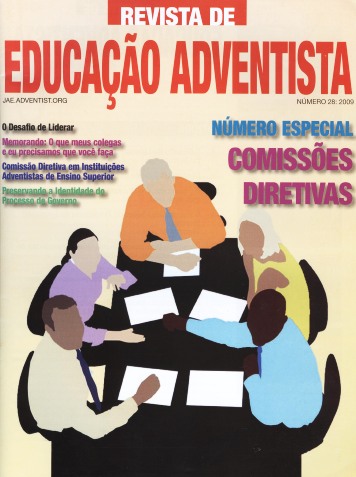 REVISTA DE
EDUCAÇÃO ADVENTISTA
JAE.ADVENTIST.ORG
NÚMERO 28: 2009
O Desafio de Liderar
Memorando: O que meus colegas
e eu precisamos que você faça
Comissão Diretiva em Instituições
Adventistas de Ensino Superior
Preservando a Identidade do
Processo de Governo
NÚMERO ESPECIAL
COMISSÕES
DIRETIVAS